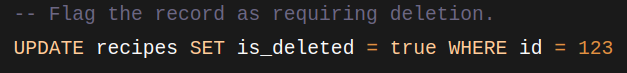 -- Flag the record as requiring deletion.
UPDATE recipes SET is_deleted = true WHERE id = 123